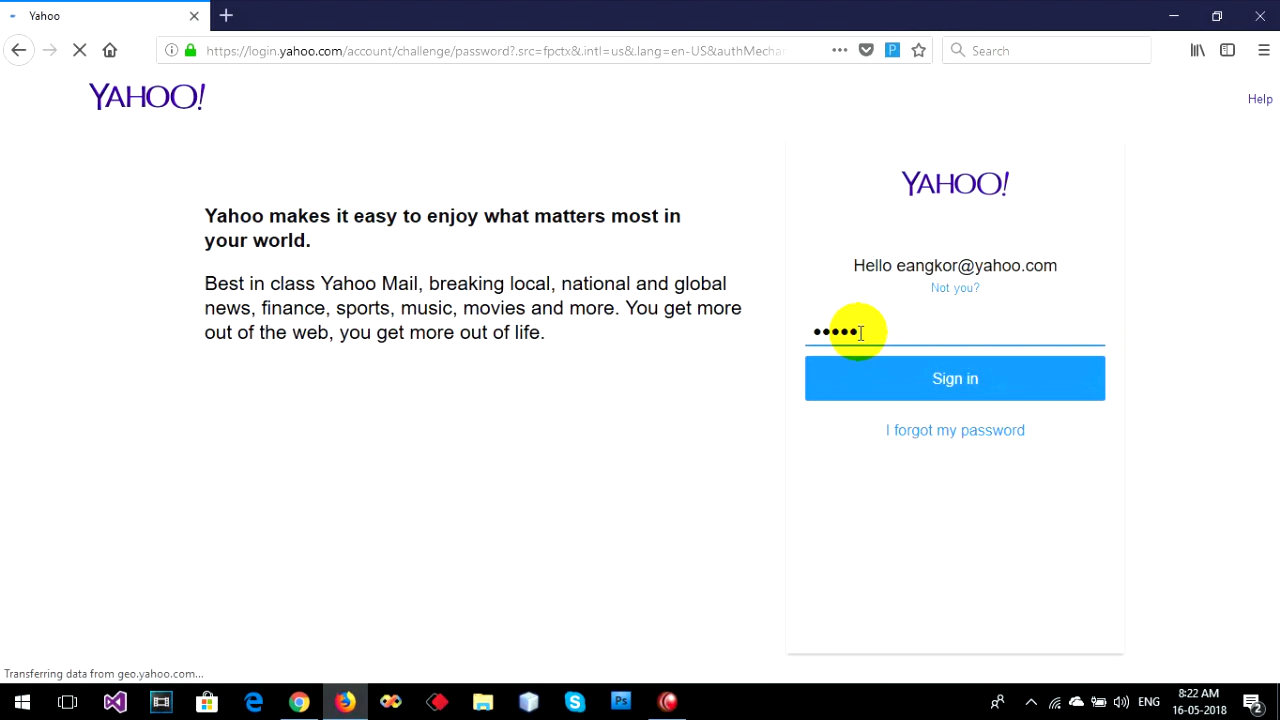 Yahoo
https://login.yahoo.com/account/challenge/password?.src=fpctx&.intl=us&.lang=en-US&authMechar
Search
YAHOO!
Help
YAHOO!
Yahoo makes it easy to enjoy what matters most in
your world.
Best in class Yahoo Mail, breaking local, national and global
news, finance, sports, music, movies and more. You get more
out of the web, you get more out of life.
Hello eangkor@yahoo.com
Not you?
•••••
Sign in
I forgot my password
Transferring data from geo.yahoo.com...
Ps
ENG
8:22 AM
16-05-2018
2